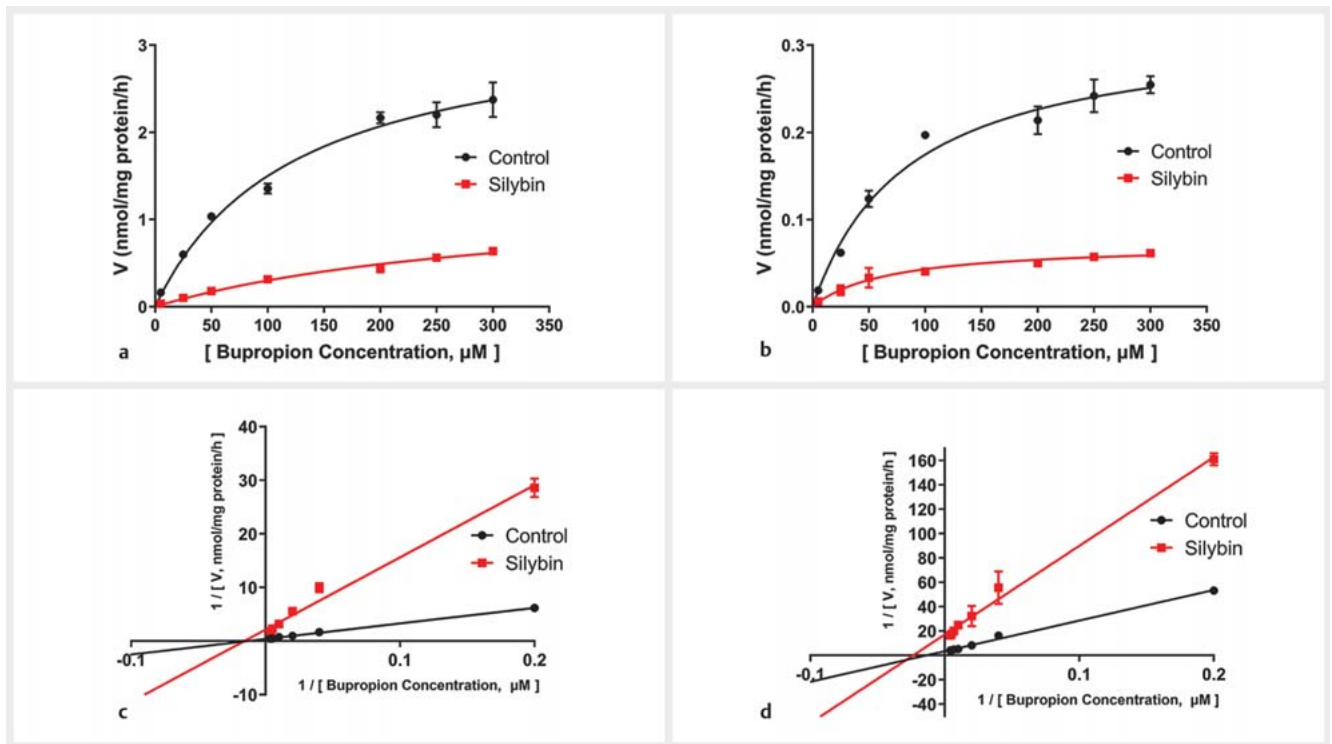 3
2
1
0
V (nmol/mg protein/h)
Control
Silybin
0 50 100 150 200 250 300 350
[ Bupropion Concentration, µM ]
a
0.3
0.2
0.1
0.0
V (nmol/mg protein/h)
Control
Silybin
0 50 100 150 200 250 300 350
[ Bupropion Concentration, µM ]
b
40
30
20
10
-10
1 / [ V, nmol/mg protein/h ]
Control
Silybin
-0.1 0.1 0.2
1 / [ Bupropion Concentration, µM ]
c
160
140
120
100
80
60
40
20
-20
-40
1 / [ V, nmol/mg protein/h ]
Control
Silybin
-0.1 0.1 0.2
1 / [ Bupropion Concentration, µM ]
d